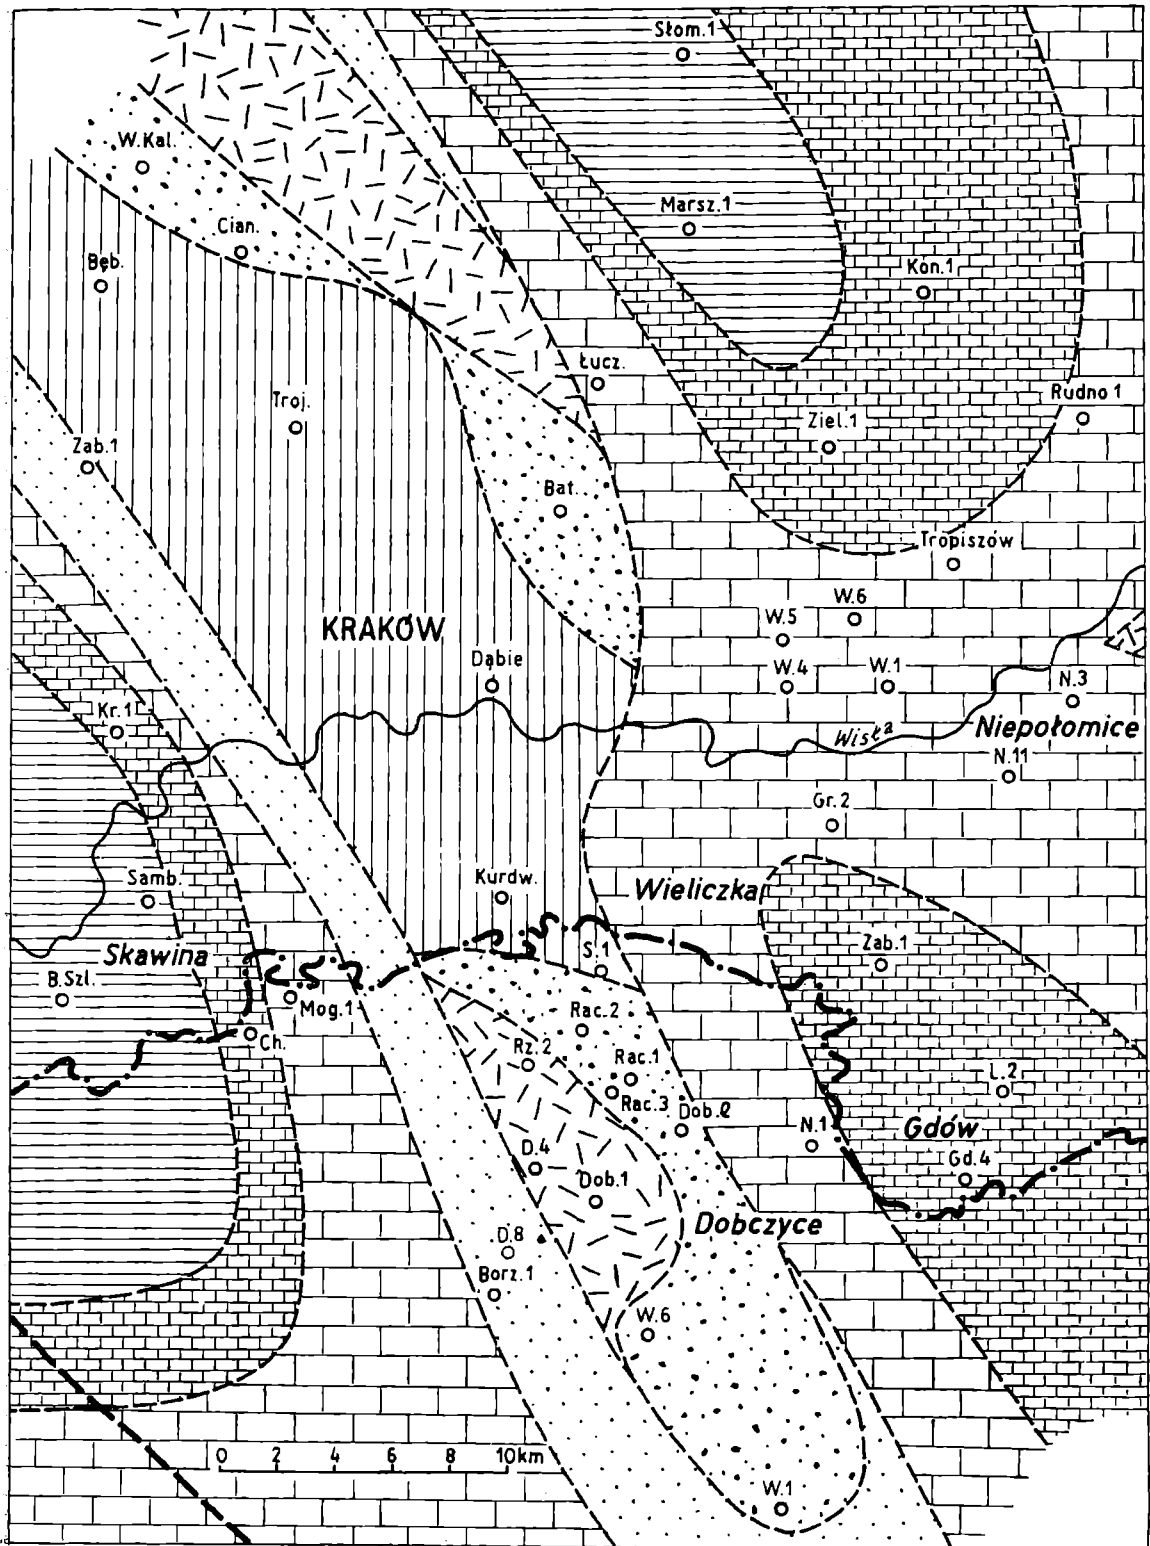 Słom.1
W.Kal.
Marsz.1
Cian.
Bęb.
Kon.1
Łucz.
Troj.
Rudno 1
Ziel.1
Zab.1
Bat.
Tropiszów
W.6
W.5
KRAKÓW
Dąbie
W.4
W.1
N.3
Kr.1
Wisła
Niepołomice
N.11
Gr.2
Samb.
Kurdw.
Wieliczka
Skawina
S.1
Zab.1
B.Szl.
Mog.1
Rac.2
Ch.
Rz.2
Rac.1
L.2
Rac.3
Dob.2
N.1
Gdów
D.4
Gd.4
Dob.1
Dobczyce
D.8
Borz.1
W.6
0 2 4 6 8 10km
W.1